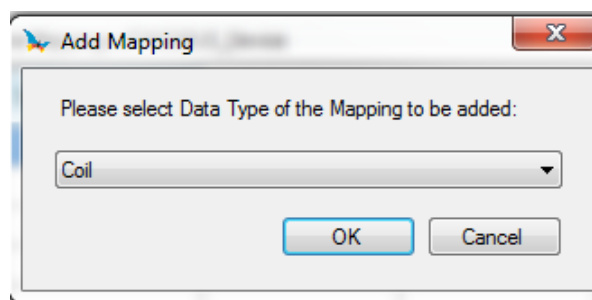 Add Mapping
Please select Data Type of the Mapping to be added:
Coil
OK
Cancel